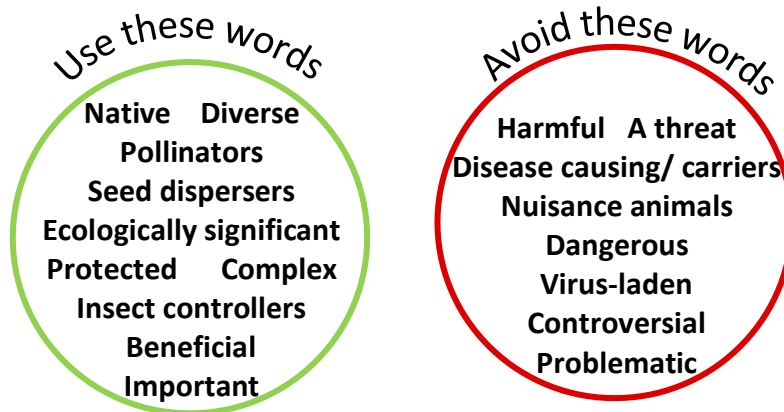 Use these words
Native Diverse
Pollinators
Seed dispersers
Ecologically significant
Protected Complex
Insect controllers
Beneficial
Important
Avoid these words
Harmful A threat
Disease causing/ carriers
Nuisance animals
Dangerous
Virus-laden
Controversial
Problematic